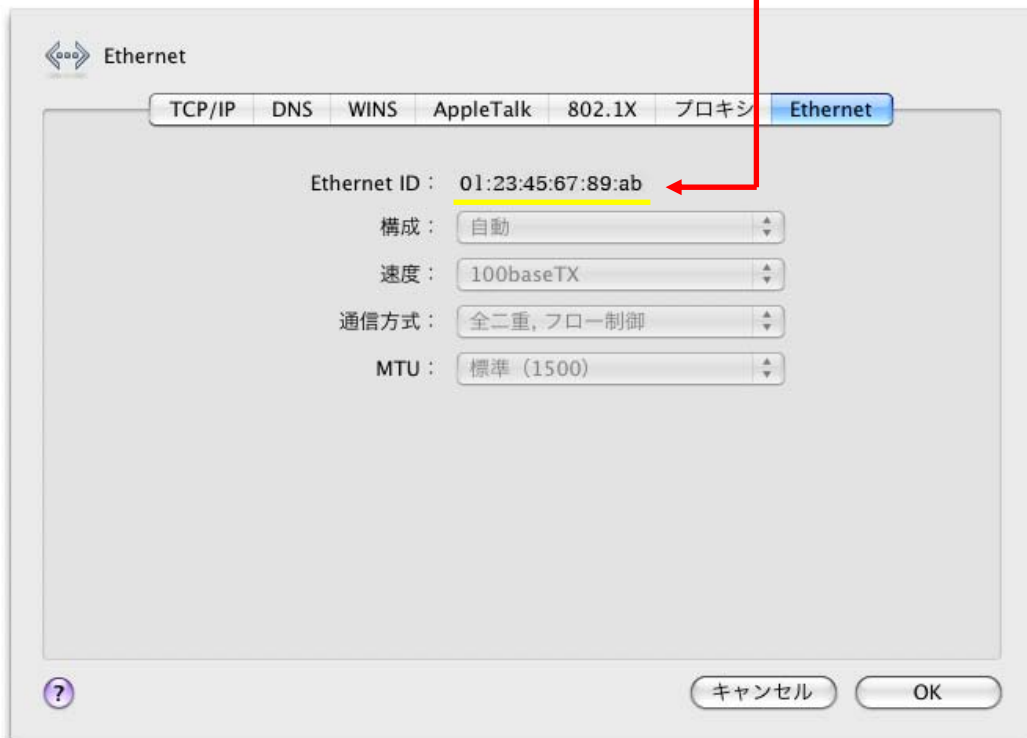 Ethernet
TCP/IP DNS WINS AppleTalk 802.1X プロキシ Ethernet
Ethernet ID： 01:23:45:67:89:ab
構成： 自動
速度： 100baseTX
通信方式： 全二重, フロー制御
MTU： 標準（1500）
? キャンセル OK